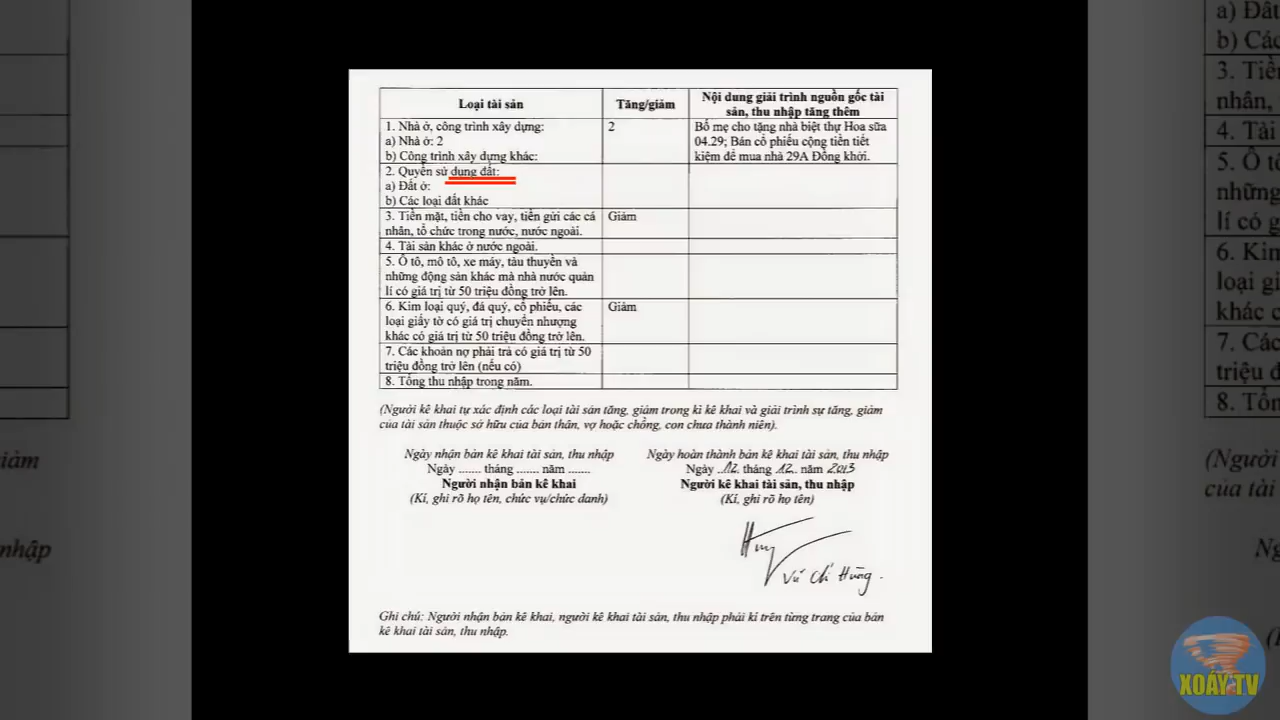 Loại tài sản
Tăng/giảm
Nội dung giải trình nguồn gốc tài
sản, thu nhập tăng thêm
1. Nhà ở, công trình xây dựng:
a) Nhà ở: 2
b) Công trình xây dựng khác:
2
Bố mẹ cho tặng nhà biệt thự Hoa sữa
04.29; Bán cổ phiếu cộng tiền tiết
kiệm để mua nhà 29A Đồng khởi.
2. Quyền sử dụng đất:
a) Đất ở:
b) Các loại đất khác
3. Tiền mặt, tiền cho vay, tiền gửi các cá
nhân, tổ chức trong nước, nước ngoài.
Giảm
4. Tài sản khác ở nước ngoài.
5. Ô tô, mô tô, xe máy, tàu thuyền và
những động sản khác mà nhà nước quản
lí có giá trị từ 50 triệu đồng trở lên.
6. Kim loại quý, đá quý, cổ phiếu, các
loại giấy tờ có giá trị chuyển nhượng
khác có giá trị từ 50 triệu đồng trở lên.
Giảm
7. Các khoản nợ phải trả có giá trị từ 50
triệu đồng trở lên (nếu có)
8. Tổng thu nhập trong năm.
(Người kê khai tự xác định các loại tài sản tăng, giảm trong kì kê khai và giải trình sự tăng, giảm
của tài sản thuộc sở hữu của bản thân, vợ hoặc chồng, con chưa thành niên).
Ngày nhận bản kê khai tài sản, thu nhập
Ngày ...... tháng ...... năm ......
Người nhận bản kê khai
(Kí, ghi rõ họ tên, chức vụ/chức danh)
Ngày hoàn thành bản kê khai tài sản, thu nhập
Ngày 12 tháng 12 năm 2013
Người kê khai tài sản, thu nhập
(Kí, ghi rõ họ tên)
Vũ Chí Hùng.
Ghi chú: Người nhận bản kê khai, người kê khai tài sản, thu nhập phải kí trên từng trang của bản
kê khai tài sản, thu nhập.
XOÁY TV